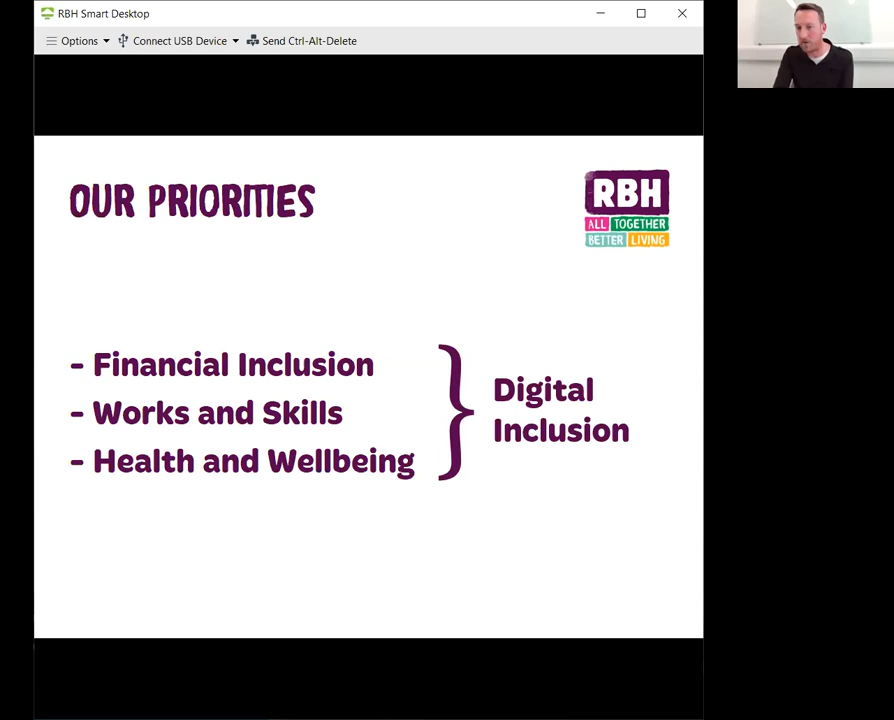 RBH Smart Desktop
Options
Connect USB Device
Send Ctrl-Alt-Delete
OUR PRIORITIES
RBH
ALL TOGETHER
BETTER LIVING
- Financial Inclusion
- Works and Skills
- Health and Wellbeing
Digital
Inclusion